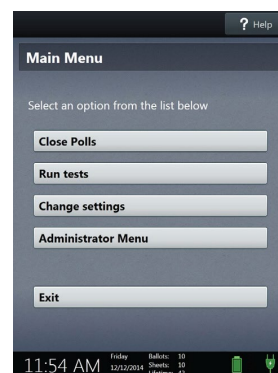 ? Help
Main Menu
Select an option from the list below
Close Polls
Run tests
Change settings
Administrator Menu
Exit
11:54 AM Friday Ballots: 10
12/12/2014 Sheets: 10